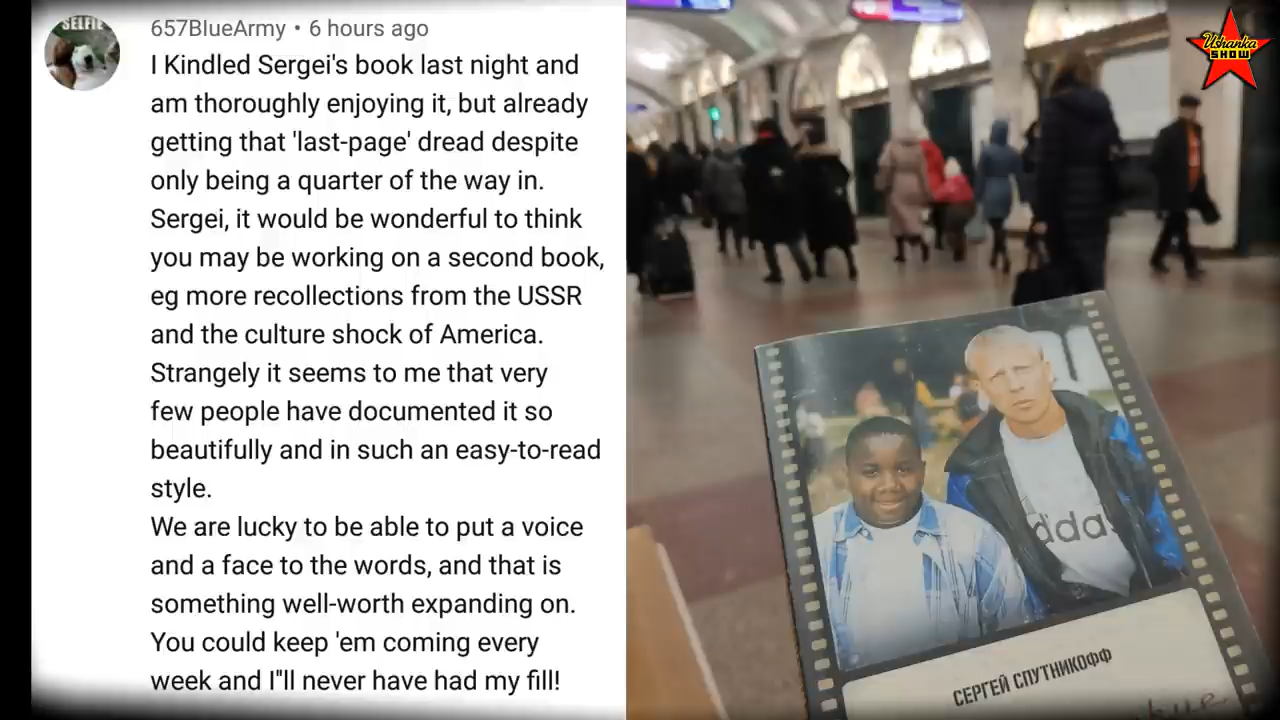 SELFIE
657BlueArmy • 6 hours ago
I Kindled Sergei's book last night and
am thoroughly enjoying it, but already
getting that 'last-page' dread despite
only being a quarter of the way in.
Sergei, it would be wonderful to think
you may be working on a second book,
eg more recollections from the USSR
and the culture shock of America.
Strangely it seems to me that very
few people have documented it so
beautifully and in such an easy-to-read
style.
We are lucky to be able to put a voice
and a face to the words, and that is
something well-worth expanding on.
You could keep 'em coming every
week and I"ll never have had my fill!
Ushanka
SHOW
adidas
СЕРГЕЙ СПУТНИКОФФ